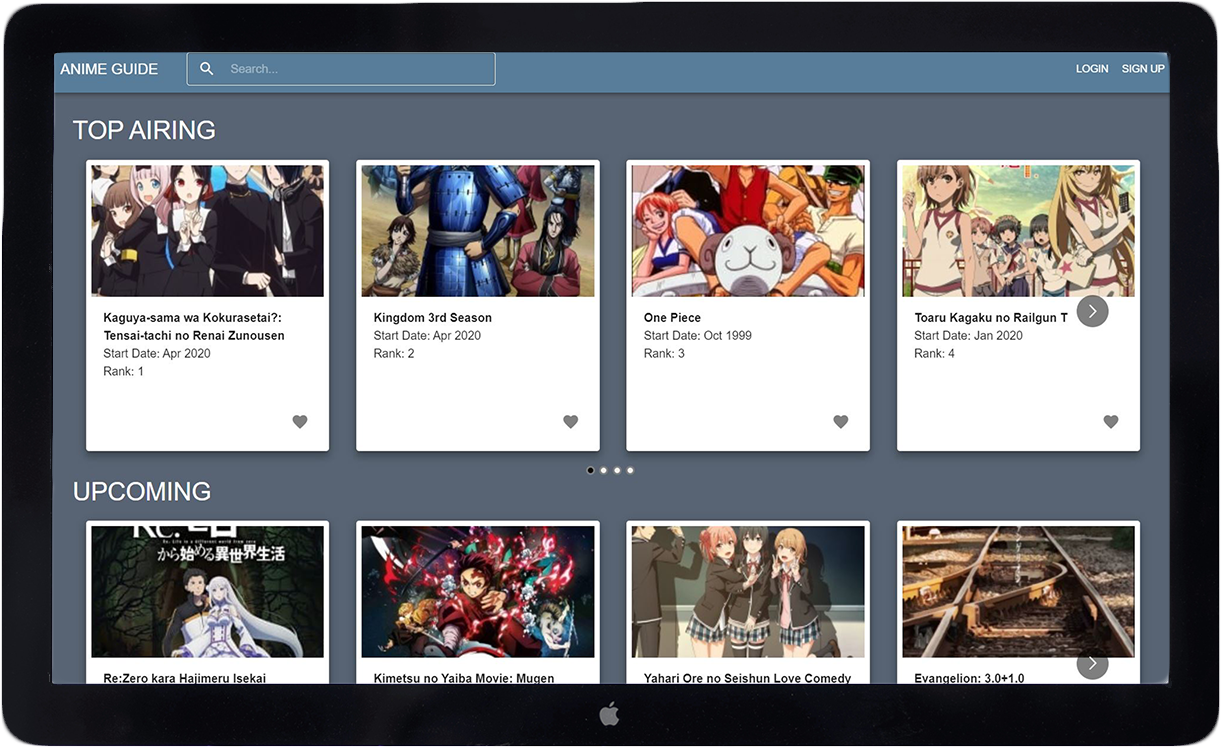 ANIME GUIDE
Search...
LOGIN
SIGN UP
TOP AIRING
Kaguya-sama wa Kokurasetai?:
Tensai-tachi no Renai Zunousen
Start Date: Apr 2020
Rank: 1
Kingdom 3rd Season
Start Date: Apr 2020
Rank: 2
One Piece
Start Date: Oct 1999
Rank: 3
Toaru Kagaku no Railgun T
Start Date: Jan 2020
Rank: 4
UPCOMING
Re: Life in a different world from zero
から始める異世界生活
Re:Zero kara Hajimeru Isekai
Kimetsu no Yaiba Movie: Mugen
Yahari Ore no Seishun Love Comedy
Evangelion: 3.0+1.0